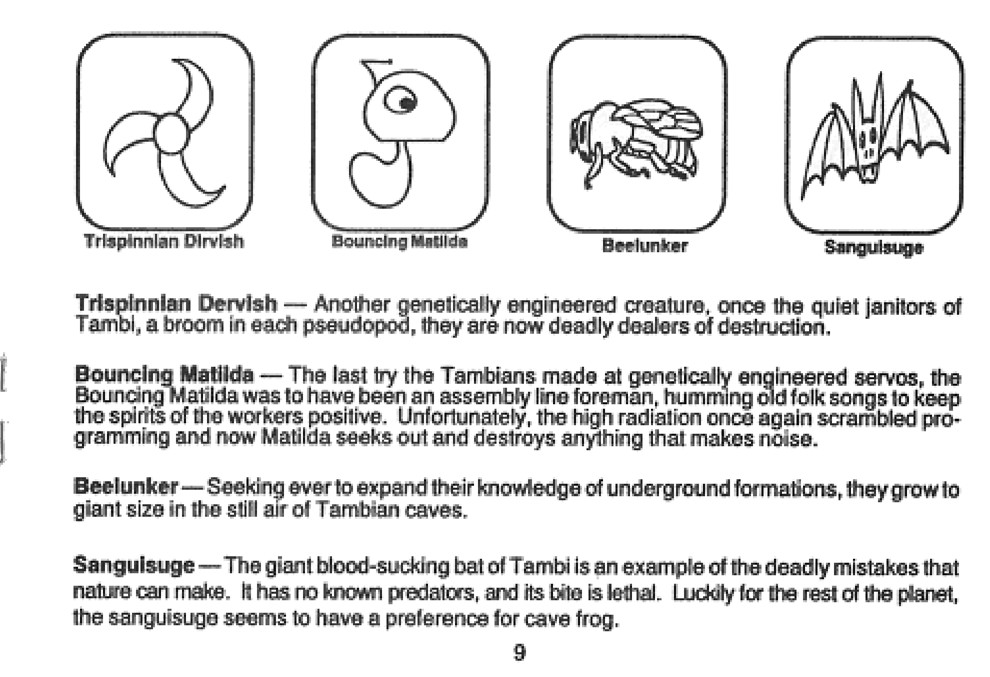 Trispinnian Dirvish Bouncing Matilda Beelunker Sanguisuge
Trispinnian Dervish — Another genetically engineered creature, once the quiet janitors of
Tambi, a broom in each pseudopod, they are now deadly dealers of destruction.
Bouncing Matilda — The last try the Tambians made at genetically engineered servos, the
Bouncing Matilda was to have been an assembly line foreman, humming old folk songs to keep
the spirits of the workers positive. Unfortunately, the high radiation once again scrambled pro-
gramming and now Matilda seeks out and destroys anything that makes noise.
Beelunker — Seeking ever to expand their knowledge of underground formations, they grow to
giant size in the still air of Tambian caves.
Sanguisuge — The giant blood-sucking bat of Tambi is an example of the deadly mistakes that
nature can make. It has no known predators, and its bite is lethal. Luckily for the rest of the planet,
the sanguisuge seems to have a preference for cave frog.
9